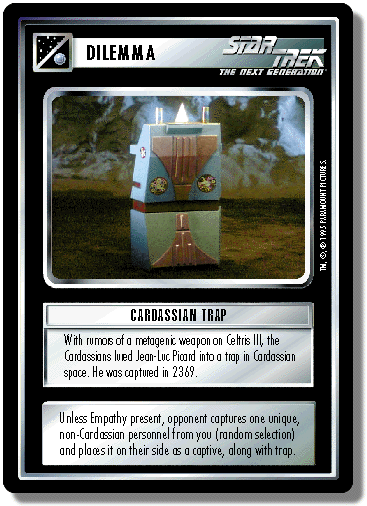 DILEMMA
STAR TREK
THE NEXT GENERATION
TM, ®, © 1995 PARAMOUNT PICTURES.
CARDASSIAN TRAP
With rumors of a metagenic weapon on Celtris III, the
Cardassians lured Jean-Luc Picard into a trap in Cardassian
space. He was captured in 2369.
Unless Empathy present, opponent captures one unique,
non-Cardassian personnel from you (random selection)
and places it on their side as a captive, along with trap.